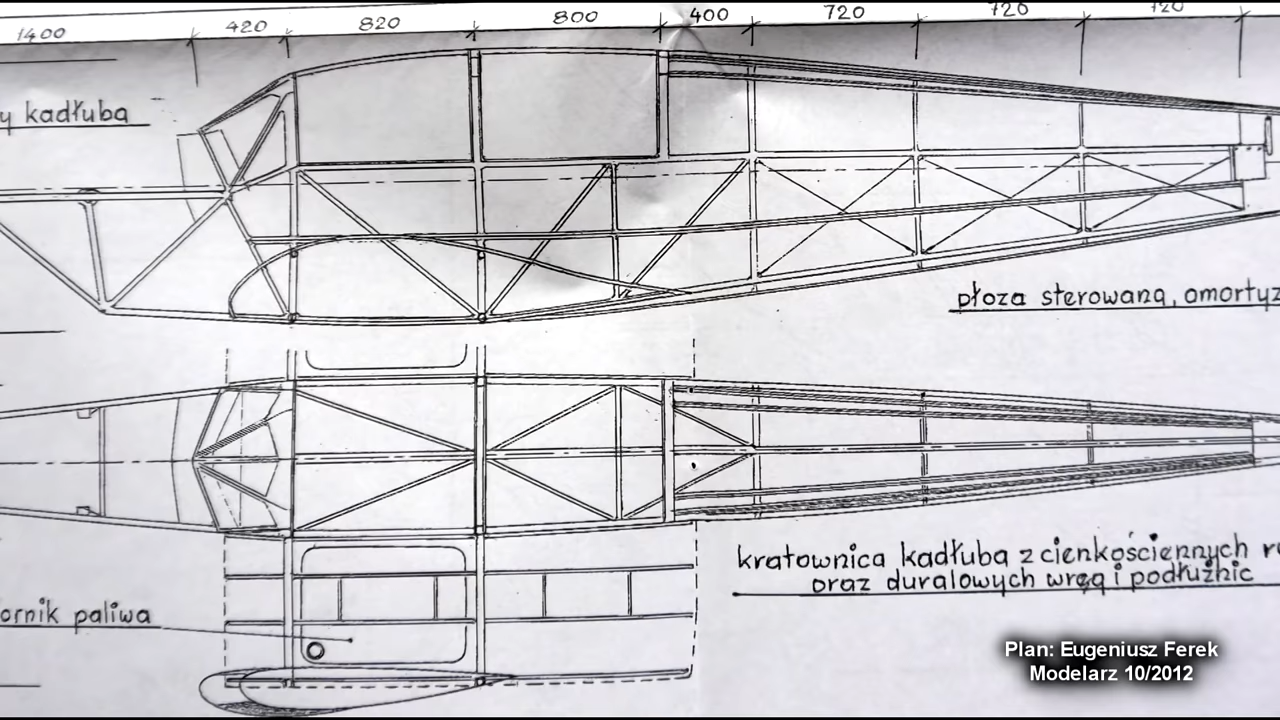 1400 420 820 800 400 720 720 720
y kadłuba
płoza sterowana, amortyz
kratownica kadłuba z cienkościennych r
oraz duralowych wręg i podłużnic
ornik paliwa
Plan: Eugeniusz Ferek
Modelarz 10/2012